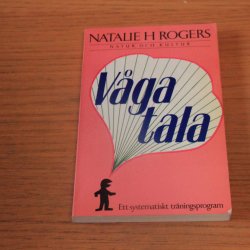 NATALIE H ROGERS
NATUR OCH KULTUR
Våga
tala
Ett systematiskt träningsprogram